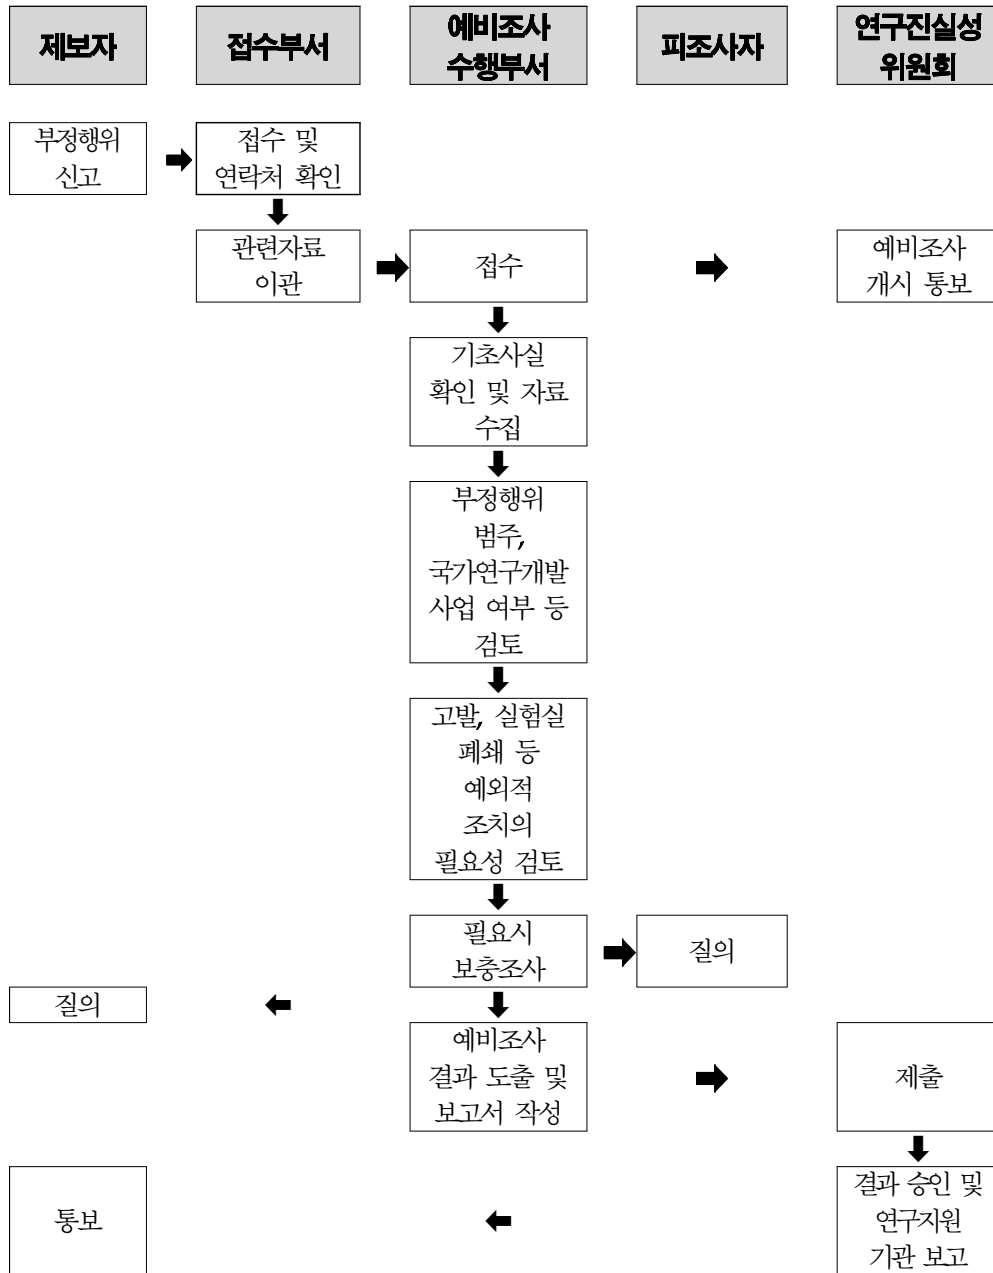 제보자
접수부서
예비조사
수행부서
피조사자
연구진실성
위원회
부정행위
신고
접수 및
연락처 확인
관련자료
이관
접수
예비조사
개시 통보
기초사실
확인 및 자료
수집
부정행위
범주,
국가연구개발
사업 여부 등
검토
고발, 실험실
폐쇄 등
예외적
조치의
필요성 검토
필요시
보충조사
질의
질의
예비조사
결과 도출 및
보고서 작성
제출
통보
결과 승인 및
연구지원
기관 보고